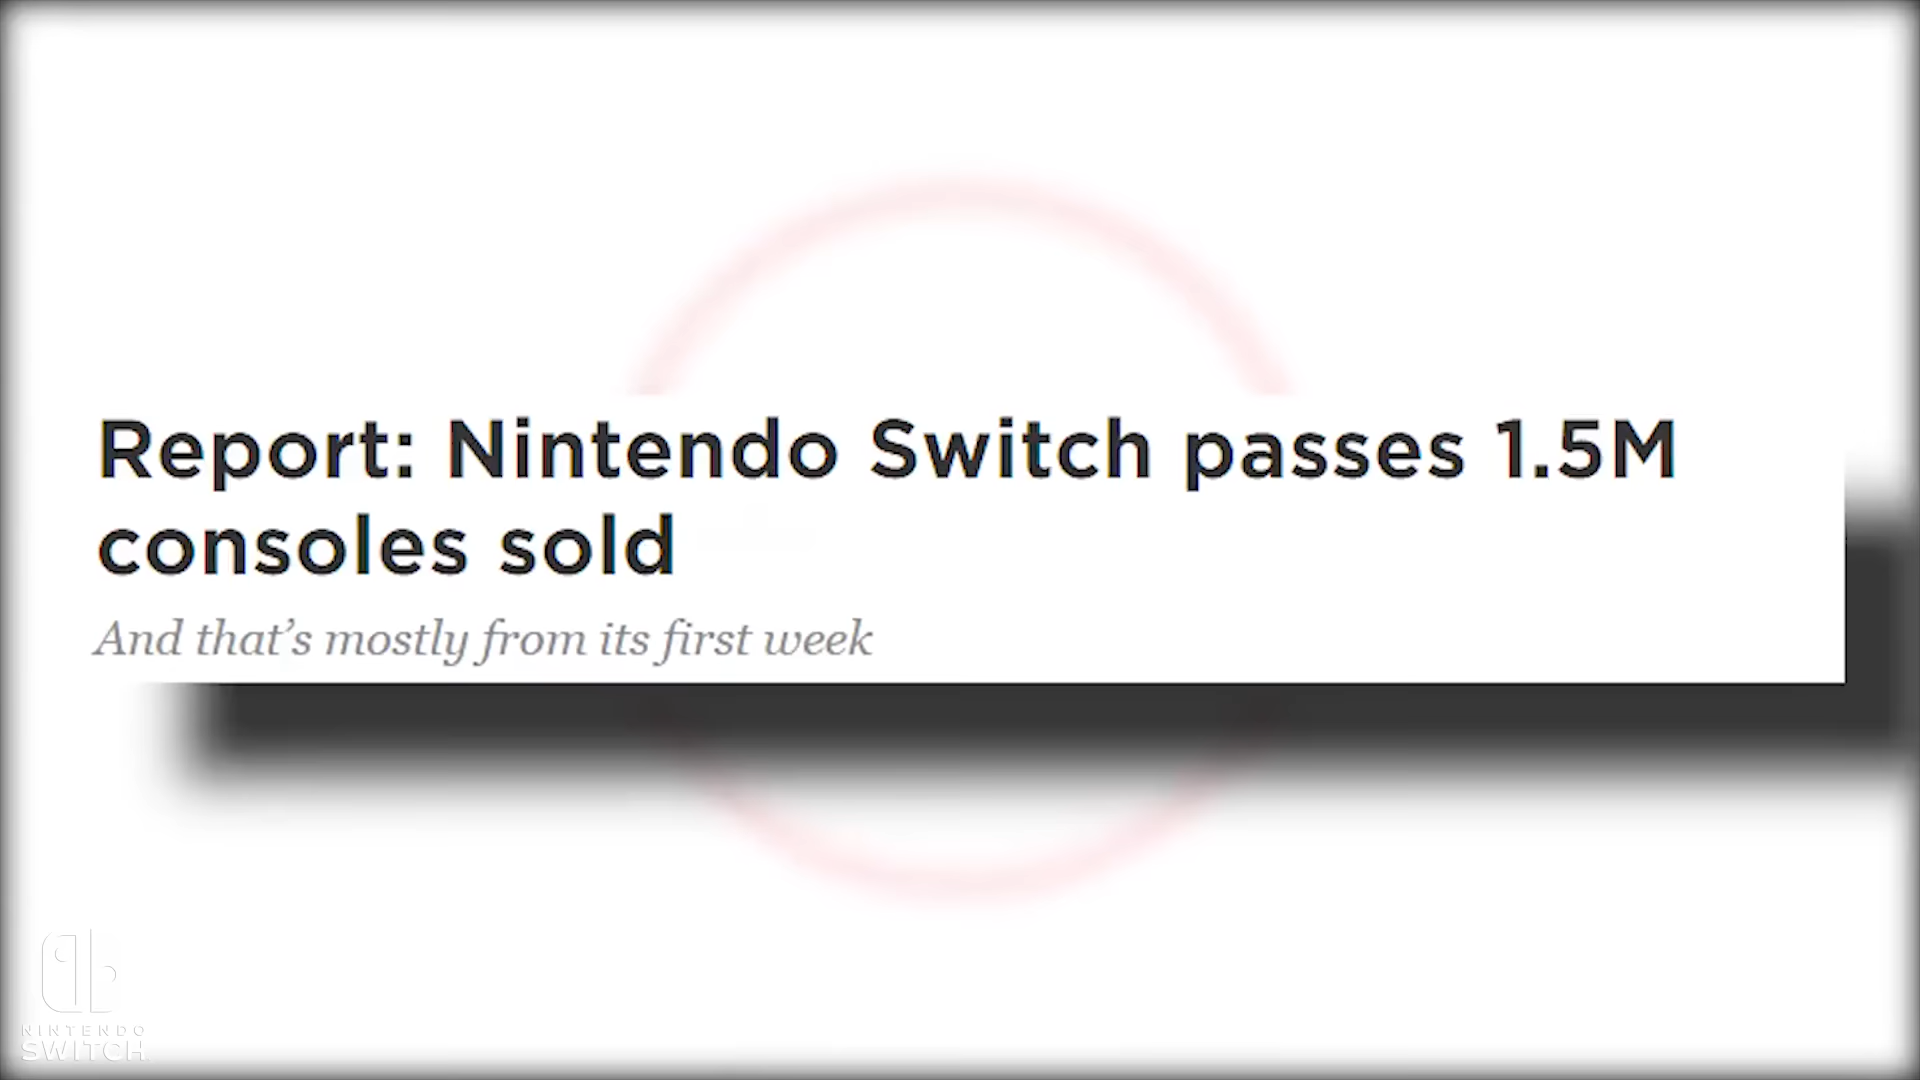 Report: Nintendo Switch passes 1.5M
consoles sold
And that’s mostly from its first week
NINTENDO
SWITCH